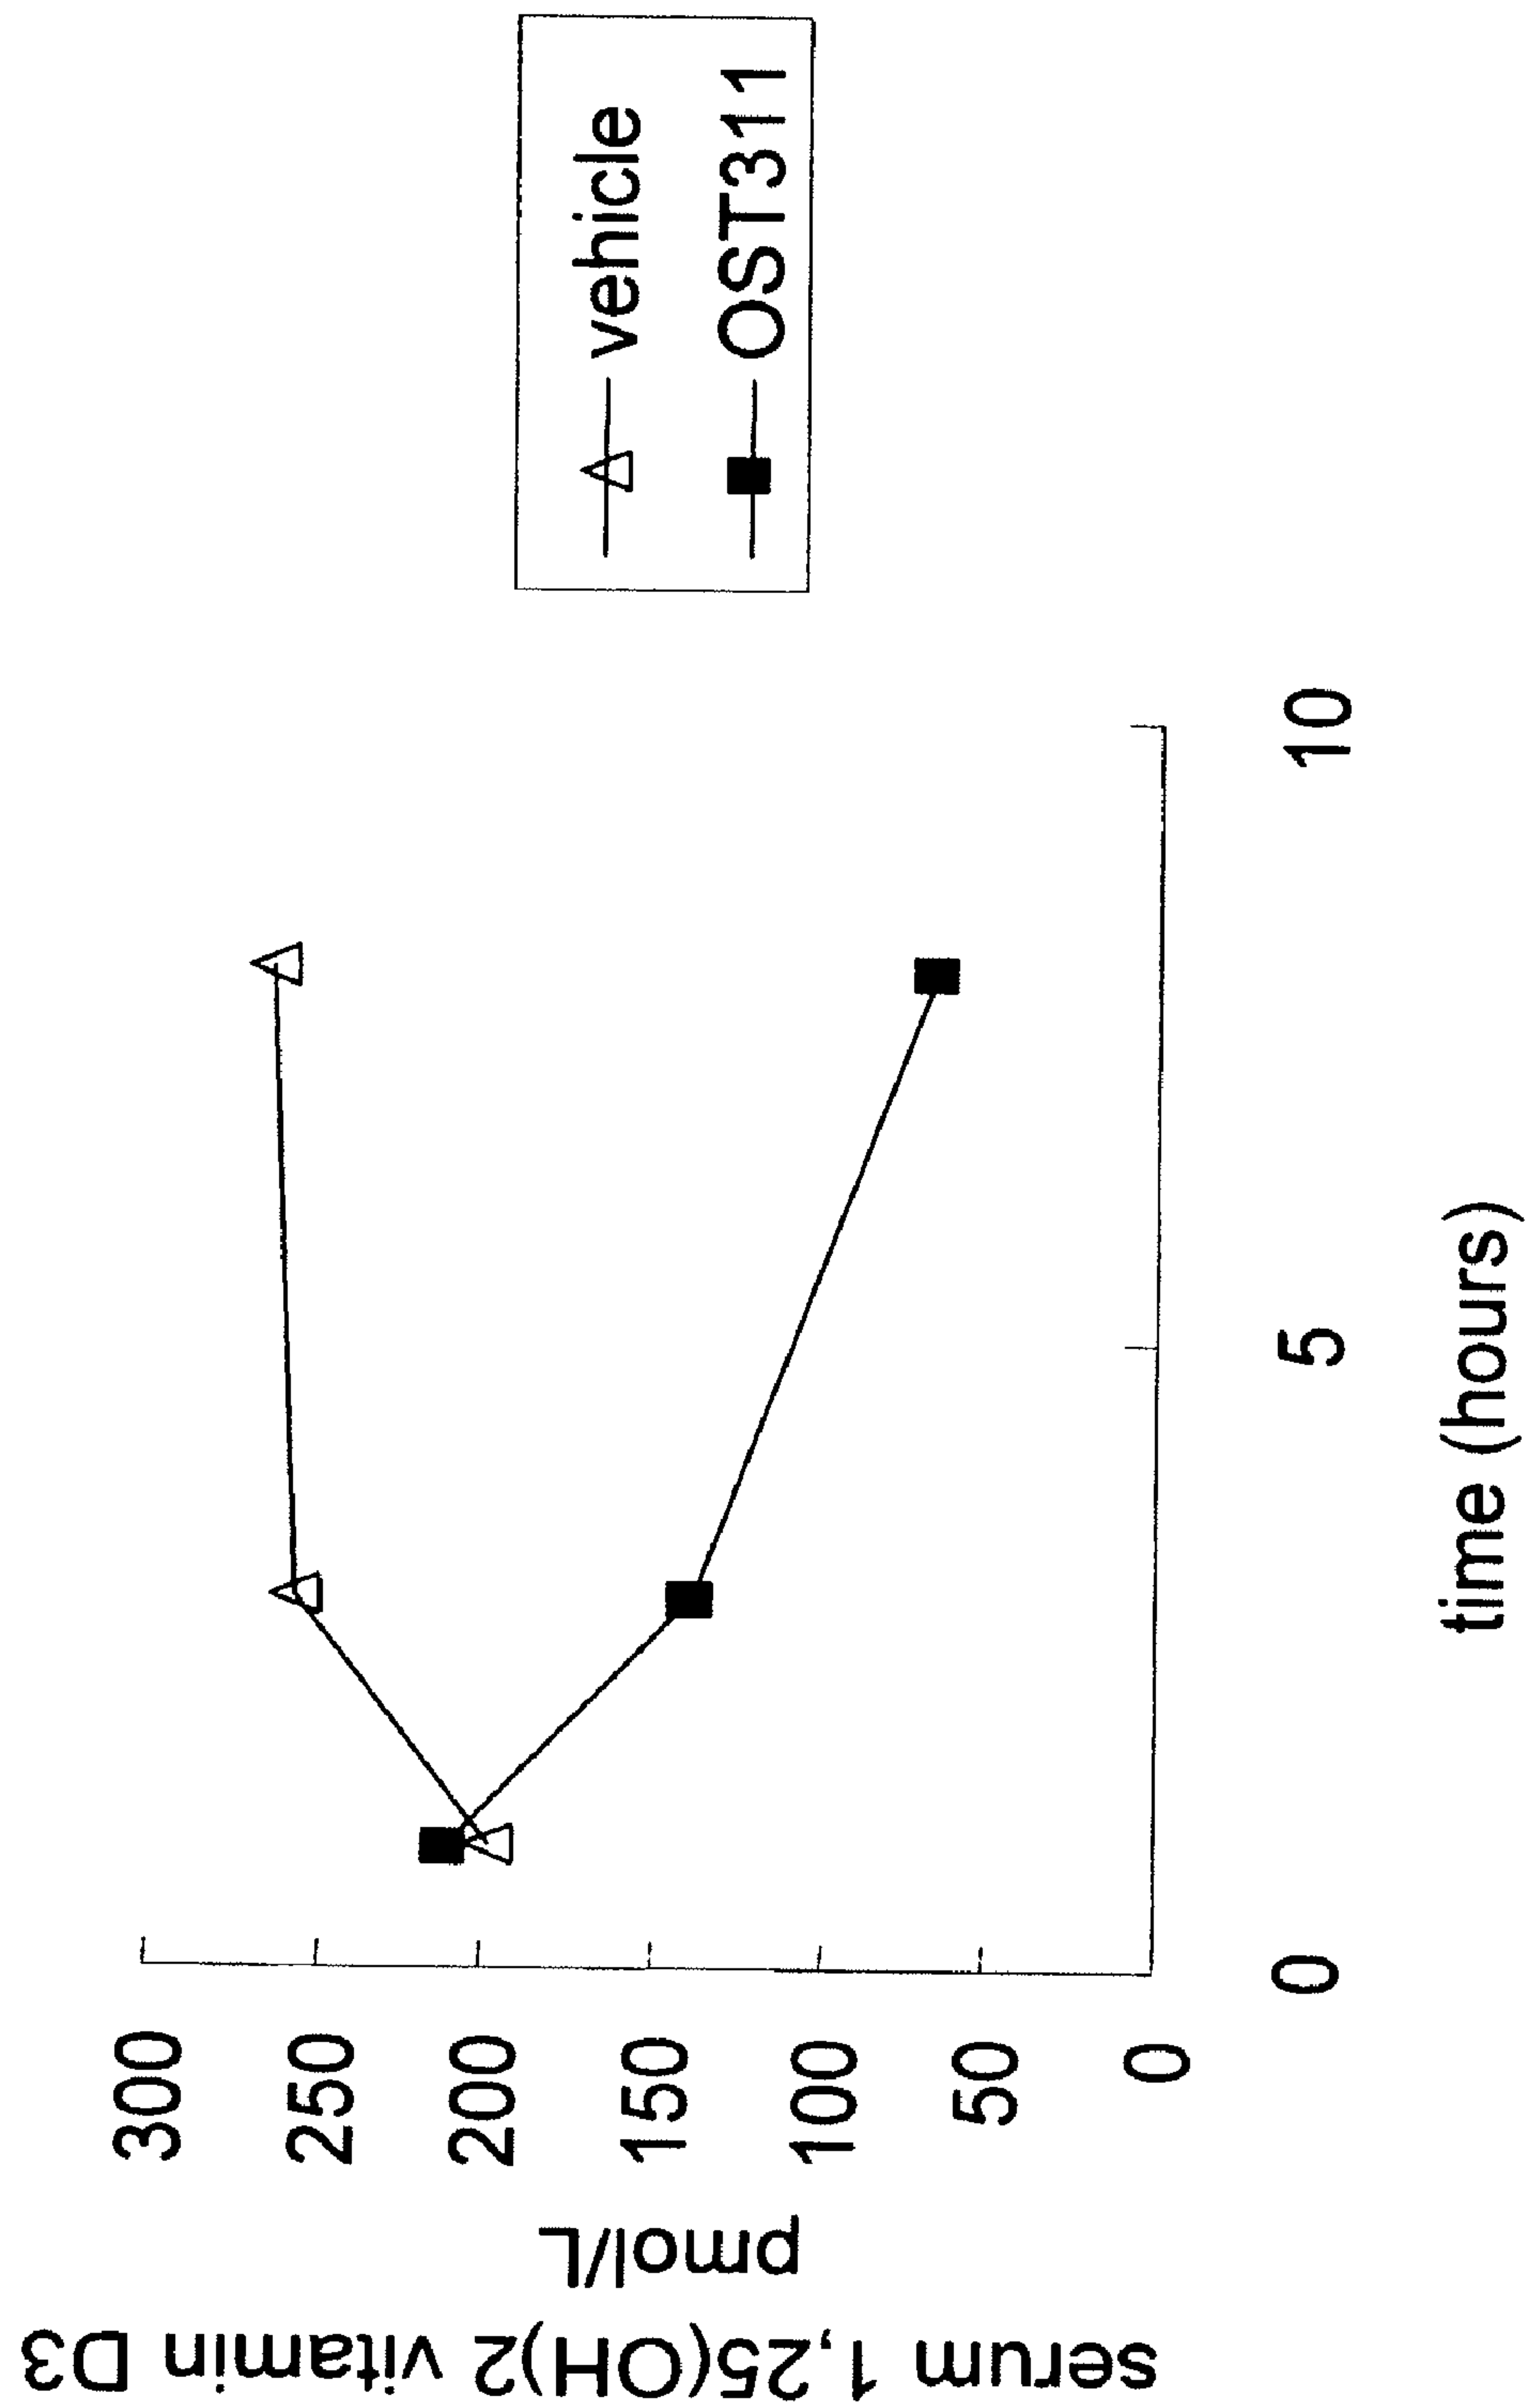 serum 1,25(OH)2 vitamin D3
pmol/L
300
250
200
150
100
50
0
0
5
10
time (hours)
vehicle
OST311